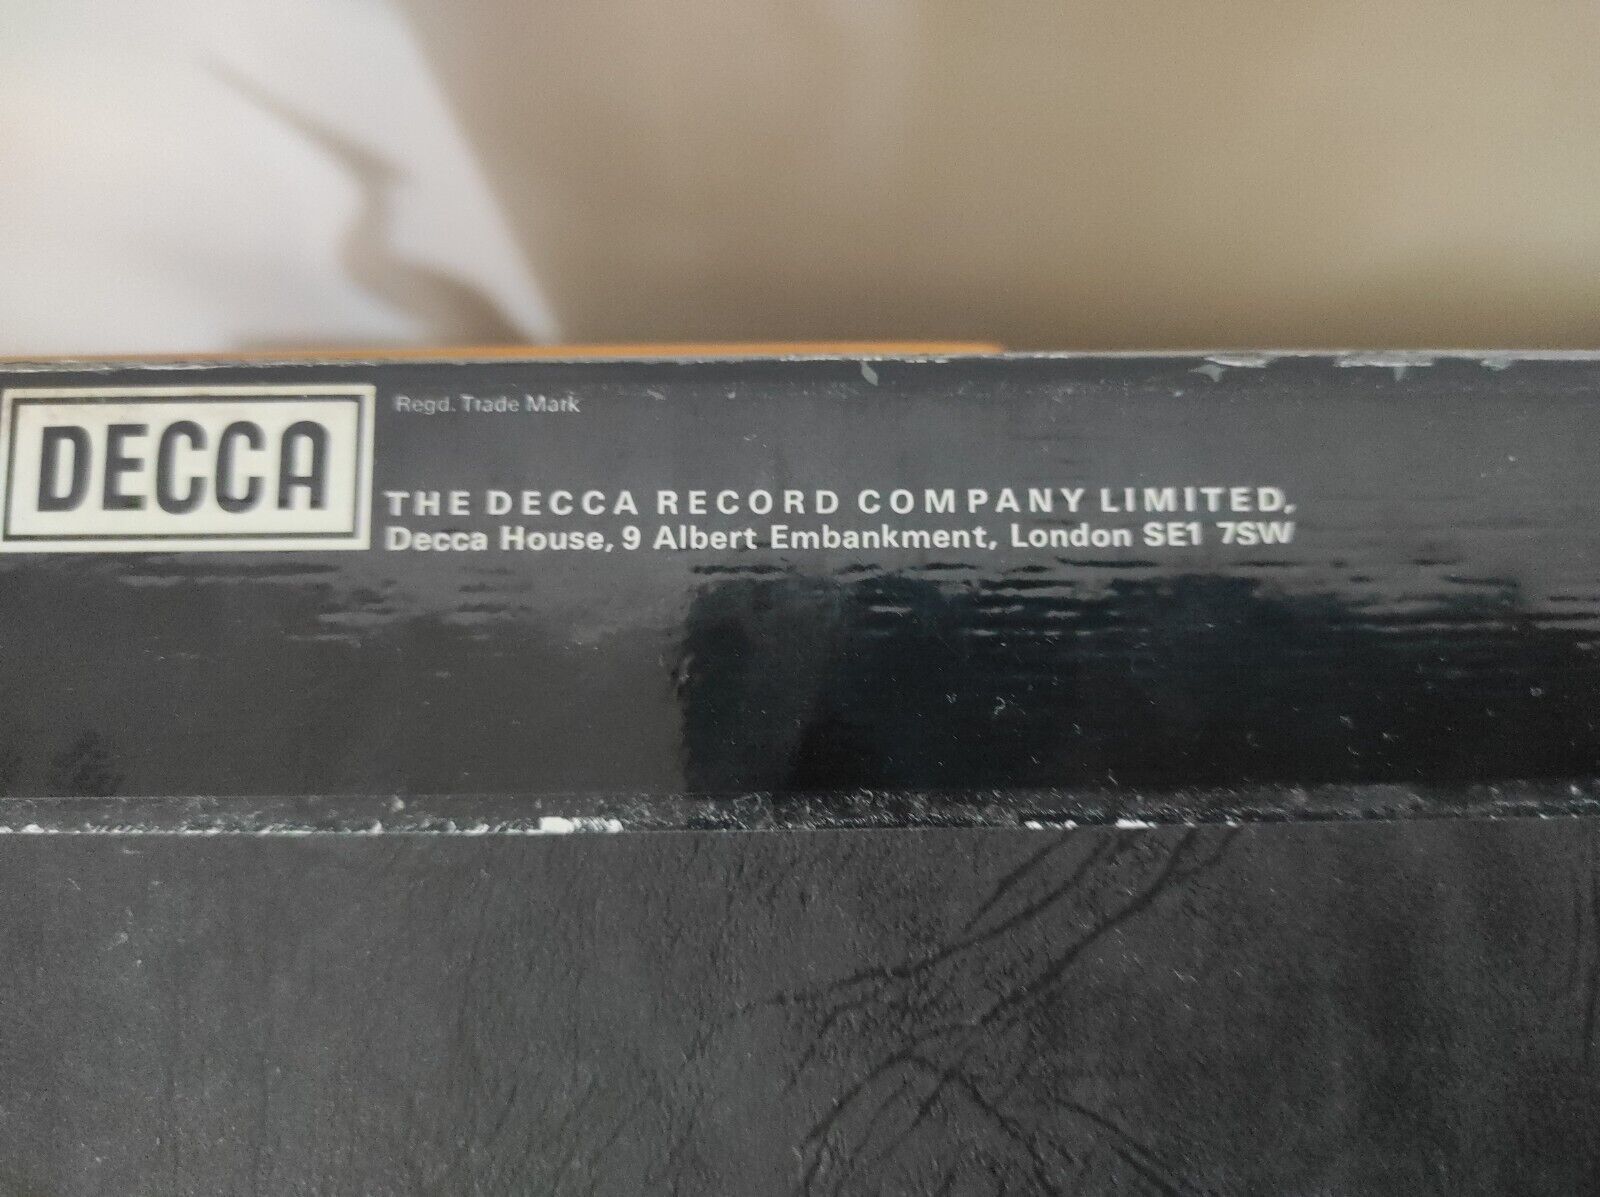 DECCA
Regd. Trade Mark
THE DECCA RECORD COMPANY LIMITED,
Decca House, 9 Albert Embankment, London SE1 7SW